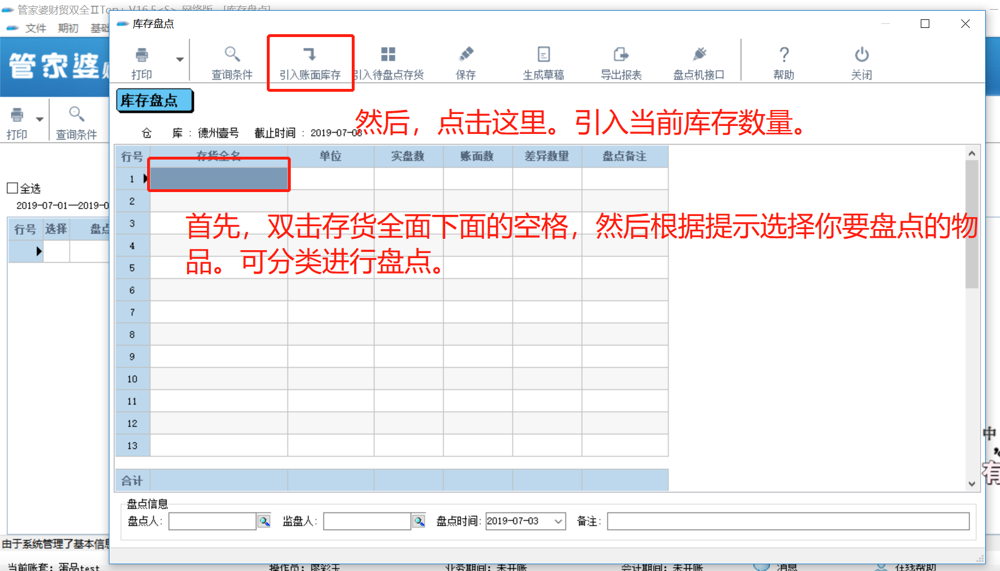 管家婆财贸双全IITop+ V16.5<S> 网络版 [库存盘点]
文件 期初 基础
库存盘点
管家婆财
打印
查询条件
引入账面库存
引入待盘点存货
保存
生成草稿
导出报表
盘点机接口
帮助
关闭
库存盘点
打印
查询条件
仓 库：德州壹号 截止时间：2019-07-03
然后，点击这里。引入当前库存数量。
行号 存货全名 单位 实盘数 账面数 差异数量 盘点备注
1
2
3
4
5
6
7
8
9
10
11
12
13
首先，双击存货全面下面的空格，然后根据提示选择你要盘点的物
品。可分类进行盘点。
全选
2019-07-01—2019-0
行号 选择 盘点
合计
盘点信息
盘点人：
监盘人：
盘点时间：2019-07-03
备注：
中
有
由于系统管理了基本信息
当前账套：蛋品test
操作员：廖彩玉
业务期间：未开账
会计期间：未开账
消息
在线帮助